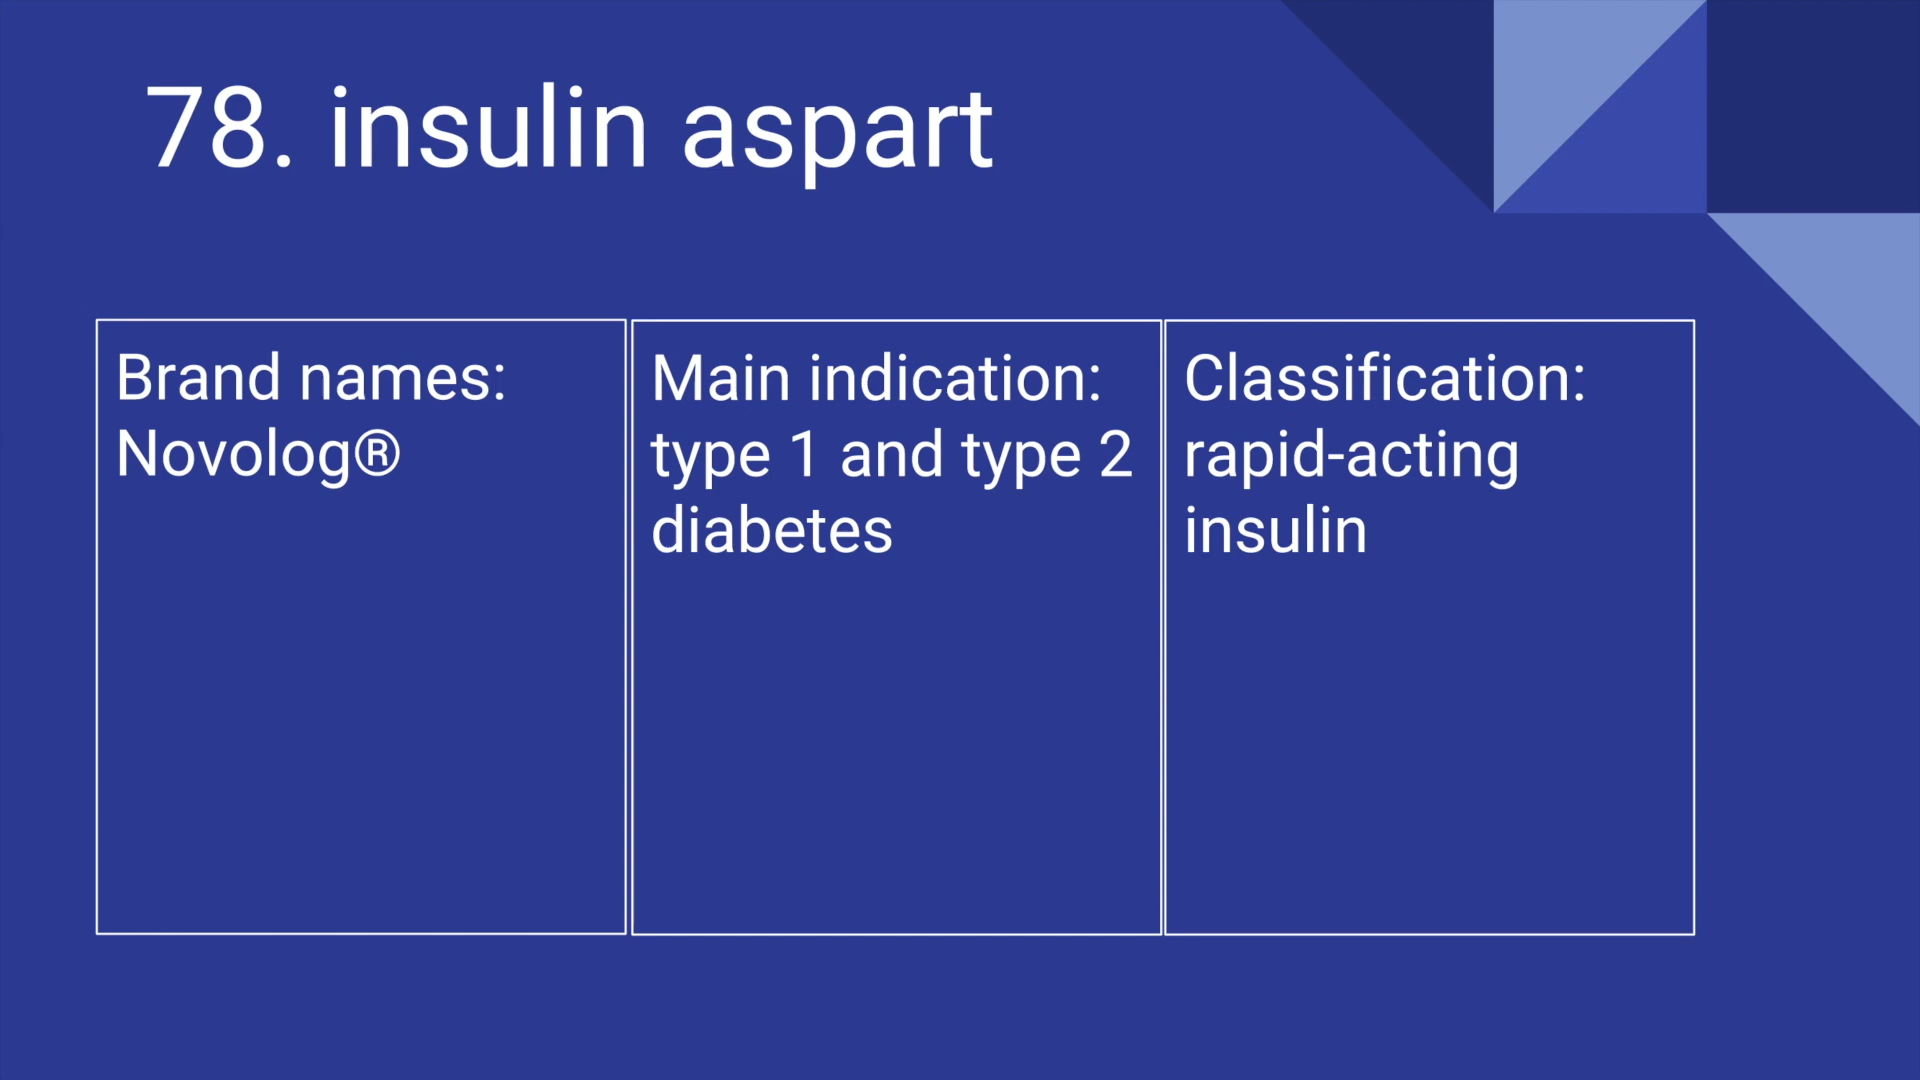 78. insulin aspart
Brand names:
Novolog®
Main indication:
type 1 and type 2
diabetes
Classification:
rapid-acting
insulin